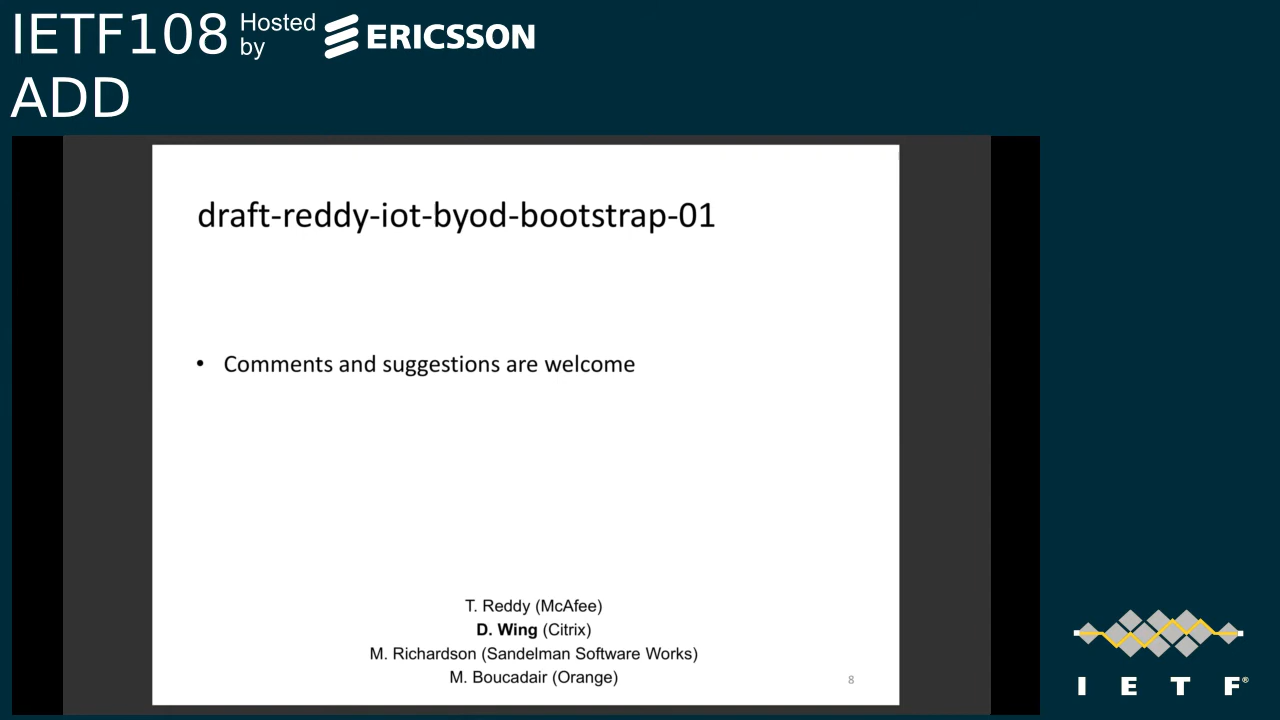 IETF108 Hosted by ERICSSON
ADD
draft-reddy-iot-byod-bootstrap-01
• Comments and suggestions are welcome
T. Reddy (McAfee)
D. Wing (Citrix)
M. Richardson (Sandelman Software Works)
M. Boucadair (Orange)
8
I E T F®